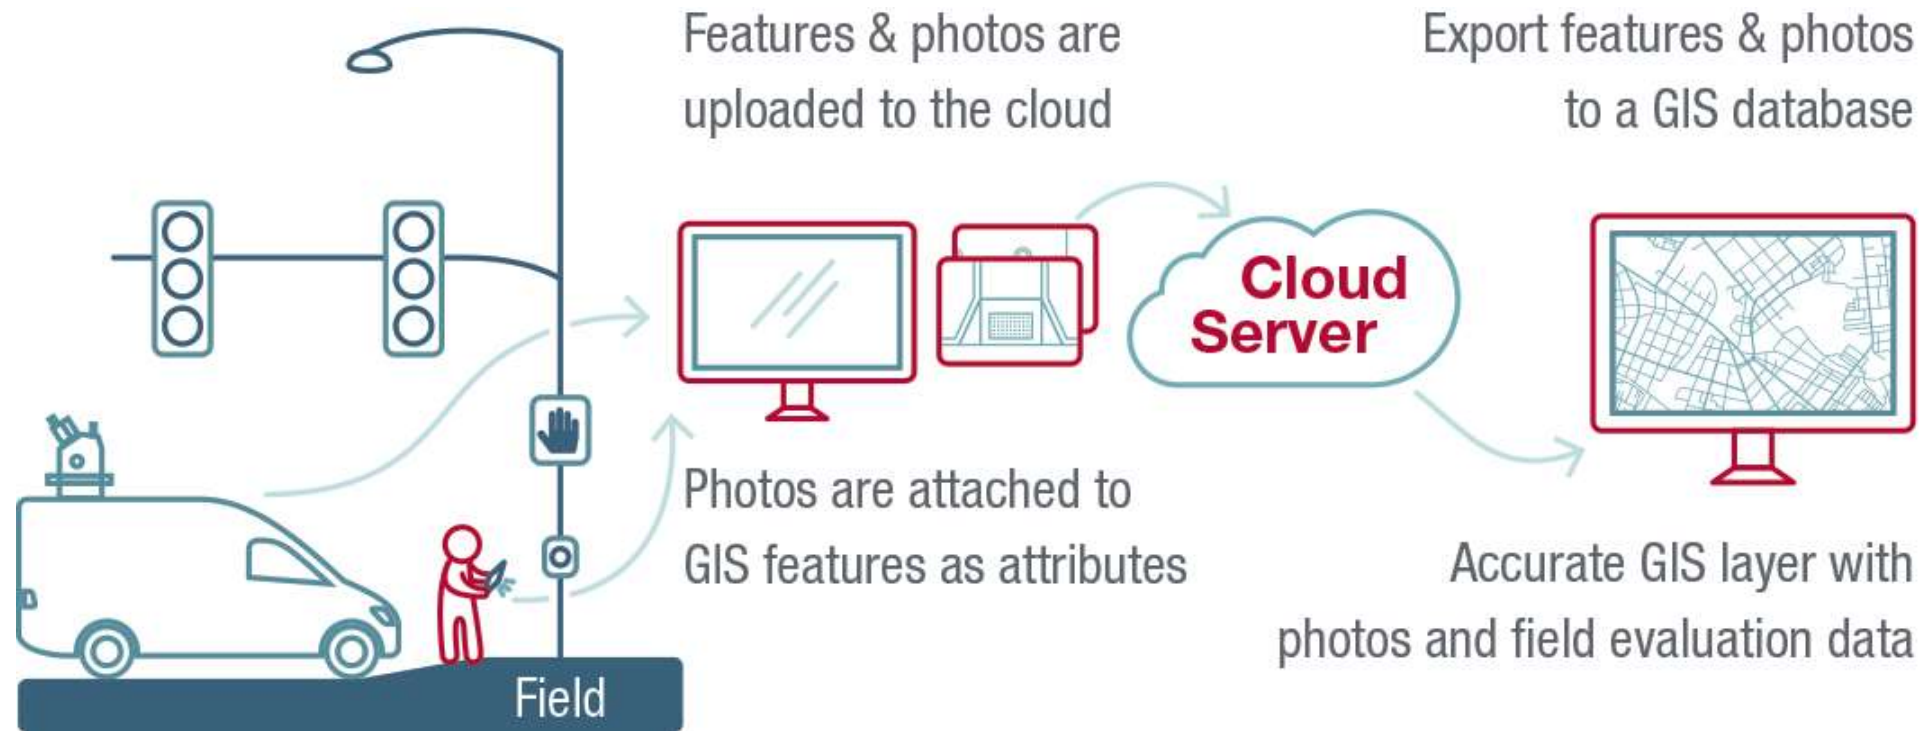 Features & photos are
uploaded to the cloud
Export features & photos
to a GIS database
Cloud
Server
Photos are attached to
GIS features as attributes
Accurate GIS layer with
photos and field evaluation data
Field